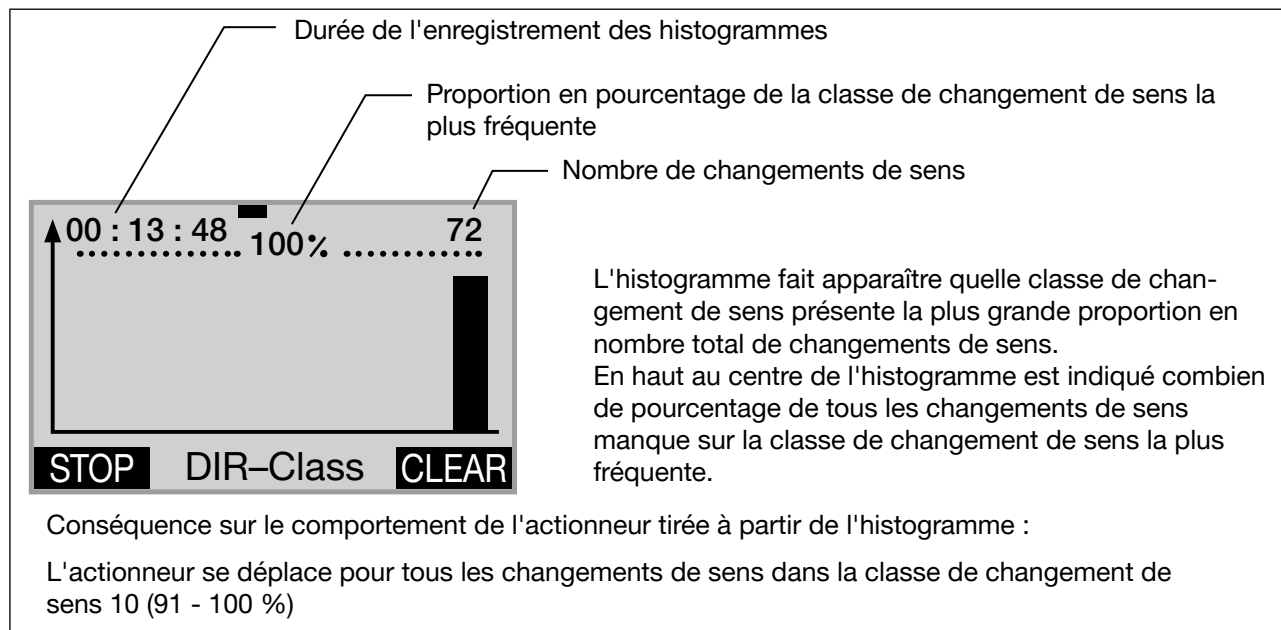 Durée de l'enregistrement des histogrammes
Proportion en pourcentage de la classe de changement de sens la
plus fréquente
Nombre de changements de sens
00 : 13 : 48
100%
72
STOP
DIR–Class
CLEAR
L'histogramme fait apparaître quelle classe de chan-
gement de sens présente la plus grande proportion en
nombre total de changements de sens.
En haut au centre de l'histogramme est indiqué combien
de pourcentage de tous les changements de sens
manque sur la classe de changement de sens la plus
fréquente.
Conséquence sur le comportement de l'actionneur tirée à partir de l'histogramme :
L'actionneur se déplace pour tous les changements de sens dans la classe de changement de
sens 10 (91 - 100 %)